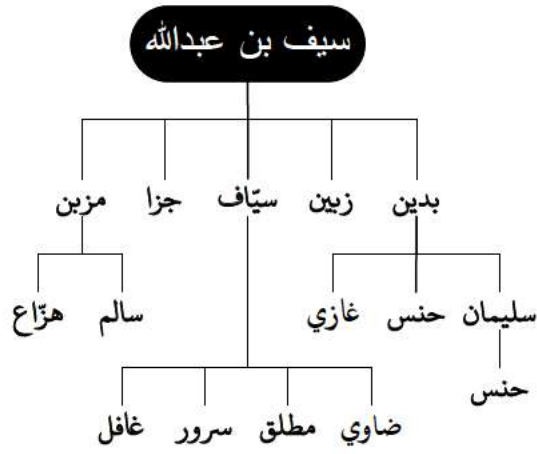 سيف بن عبدالله
بدين زبين سيّاف جزا مزبن
سليمان حنس غازي سالم هزّاع
حنس
ضاوي مطلق سرور غافل